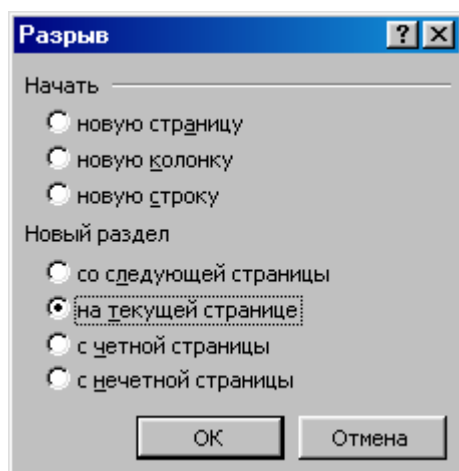 Разрыв
Начать
новую страницу
новую колонку
новую строку
Новый раздел
со следующей страницы
на текущей странице
с четной страницы
с нечетной страницы
ОК Отмена